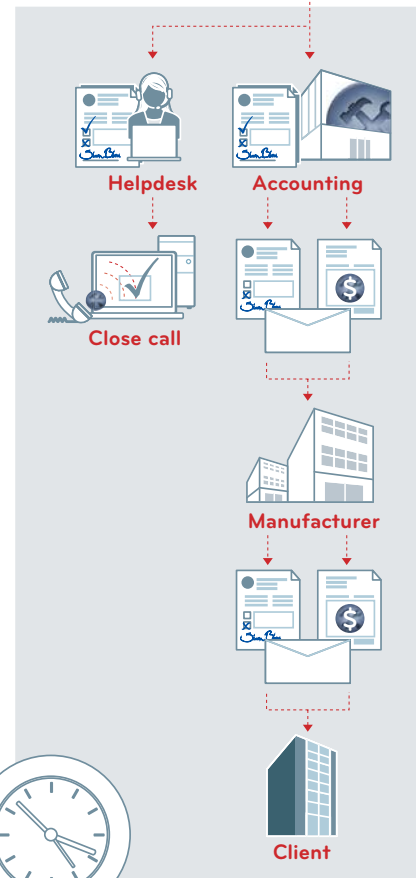 Helpdesk
Accounting
Close call
$
Manufacturer
$
Client